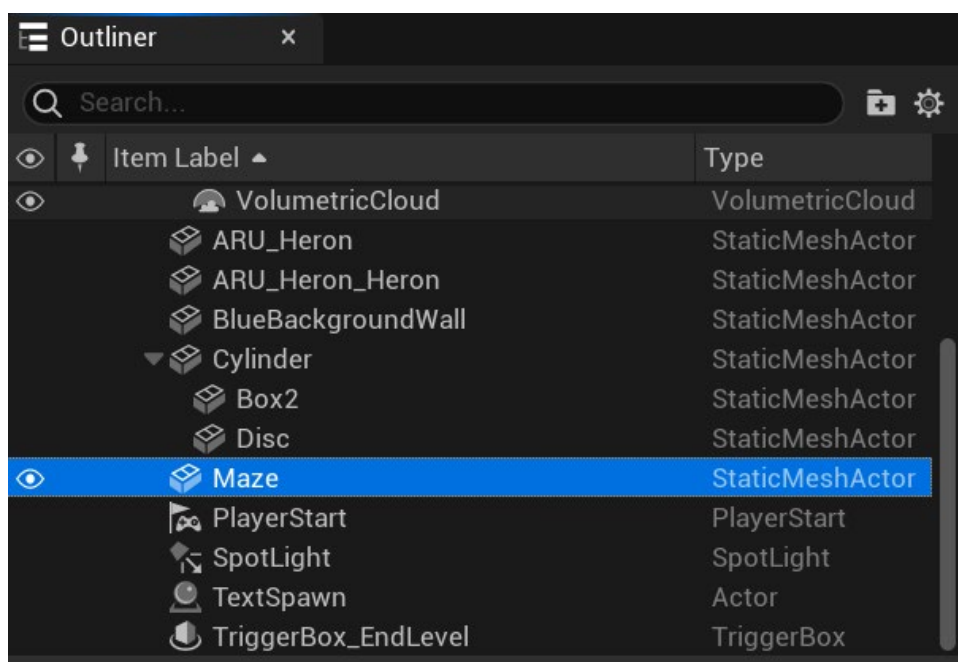 Outliner
Search...
Item Label Type
VolumetricCloud VolumetricCloud
ARU_Heron StaticMeshActor
ARU_Heron_Heron StaticMeshActor
BlueBackgroundWall StaticMeshActor
Cylinder StaticMeshActor
Box2 StaticMeshActor
Disc StaticMeshActor
Maze StaticMeshActor
PlayerStart PlayerStart
SpotLight SpotLight
TextSpawn Actor
TriggerBox_EndLevel TriggerBox